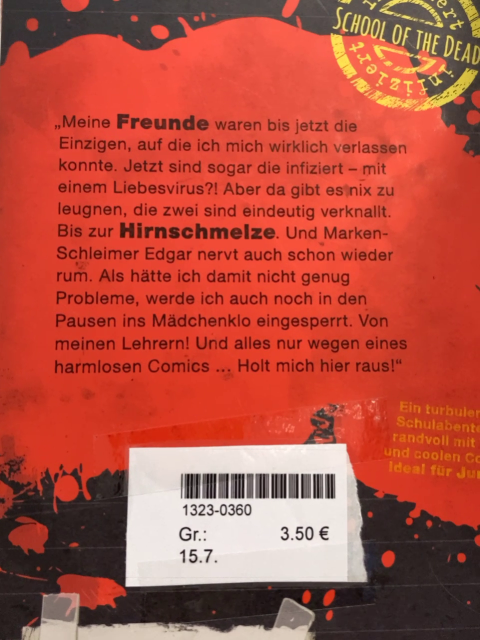 SCHOOL OF THE DEAD
infiziert
„Meine Freunde waren bis jetzt die
Einzigen, auf die ich mich wirklich verlassen
konnte. Jetzt sind sogar die infiziert – mit
einem Liebesvirus?! Aber da gibt es nix zu
leugnen, die zwei sind eindeutig verknallt.
Bis zur Hirnschmelze. Und Marken-
Schleimer Edgar nervt auch schon wieder
rum. Als hätte ich damit nicht genug
Probleme, werde ich auch noch in den
Pausen ins Mädchenklo eingesperrt. Von
meinen Lehrern! Und alles nur wegen eines
harmlosen Comics ... Holt mich hier raus!“
Ein turbulen
Schulabente
randvoll mit
und coolen Co
Ideal für Ju
1323-0360
Gr.: 3.50 €
15.7.